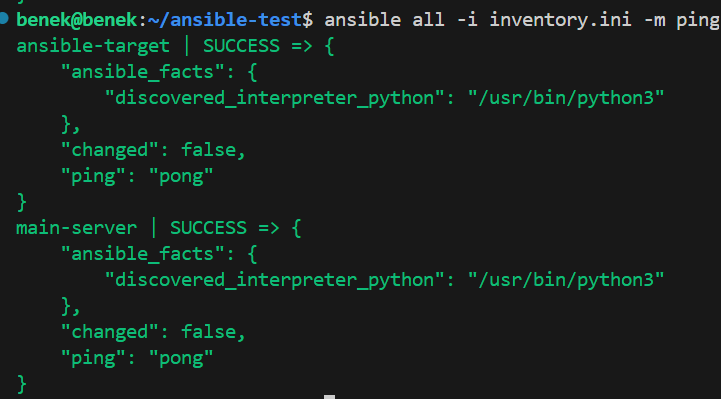 benek@benek:~/ansible-test$ ansible all -i inventory.ini -m ping
ansible-target | SUCCESS => {
    "ansible_facts": {
        "discovered_interpreter_python": "/usr/bin/python3"
    },
    "changed": false,
    "ping": "pong"
}
main-server | SUCCESS => {
    "ansible_facts": {
        "discovered_interpreter_python": "/usr/bin/python3"
    },
    "changed": false,
    "ping": "pong"
}